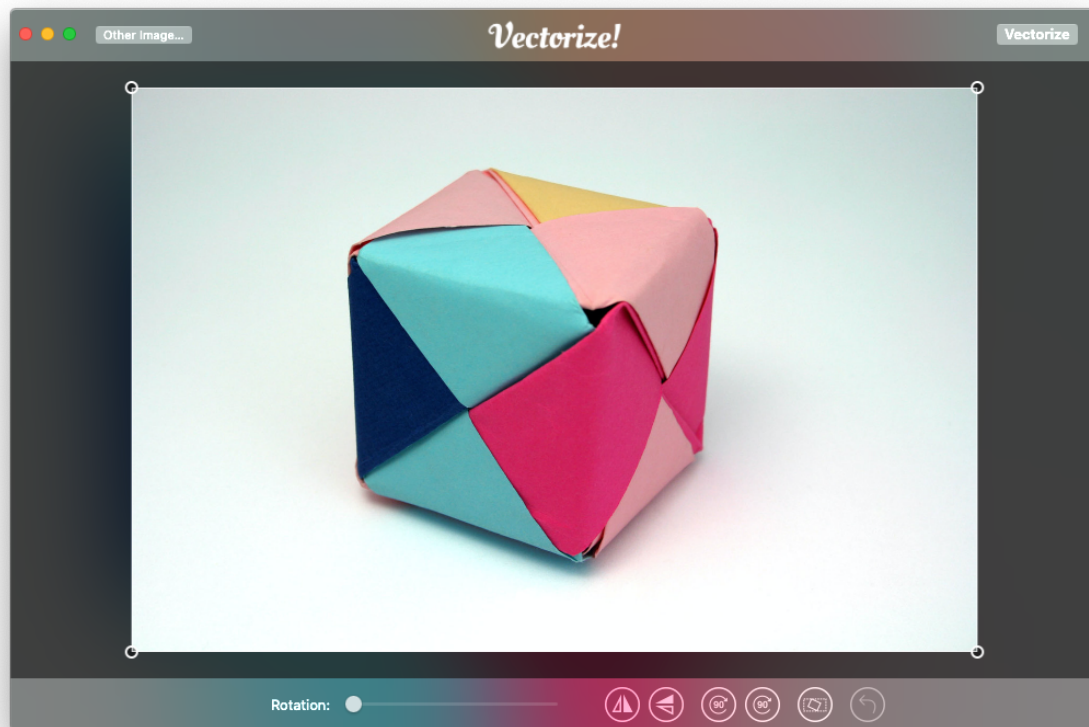 Other Image...
Vectorize!
Vectorize
Rotation:
90°
90°